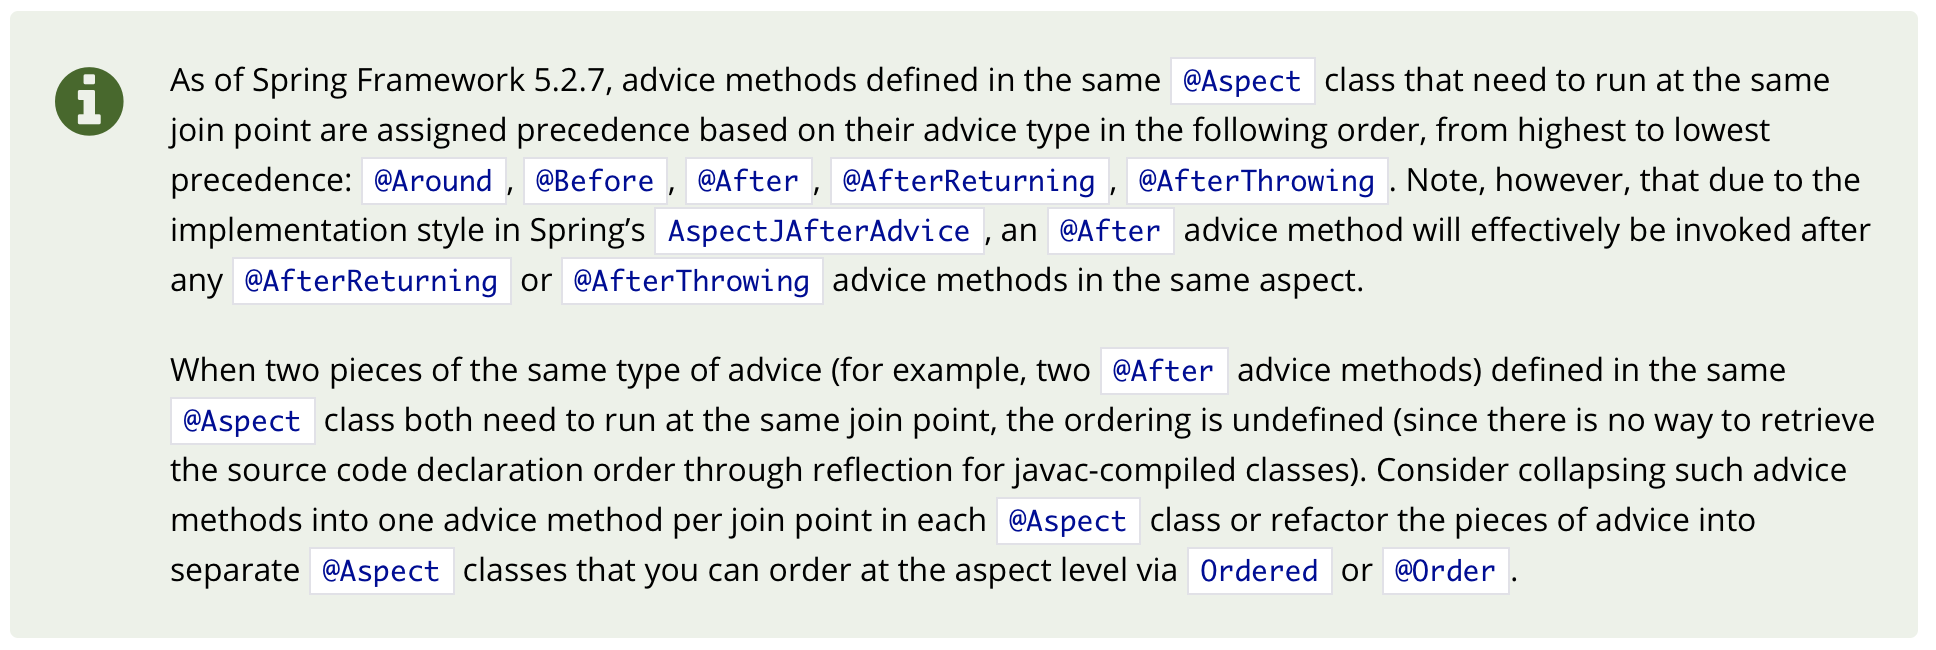 As of Spring Framework 5.2.7, advice methods defined in the same @Aspect class that need to run at the same
join point are assigned precedence based on their advice type in the following order, from highest to lowest
precedence: @Around, @Before, @After, @AfterReturning, @AfterThrowing. Note, however, that due to the
implementation style in Spring’s AspectJAfterAdvice, an @After advice method will effectively be invoked after
any @AfterReturning or @AfterThrowing advice methods in the same aspect.
When two pieces of the same type of advice (for example, two @After advice methods) defined in the same
@Aspect class both need to run at the same join point, the ordering is undefined (since there is no way to retrieve
the source code declaration order through reflection for javac-compiled classes). Consider collapsing such advice
methods into one advice method per join point in each @Aspect class or refactor the pieces of advice into
separate @Aspect classes that you can order at the aspect level via Ordered or @Order.